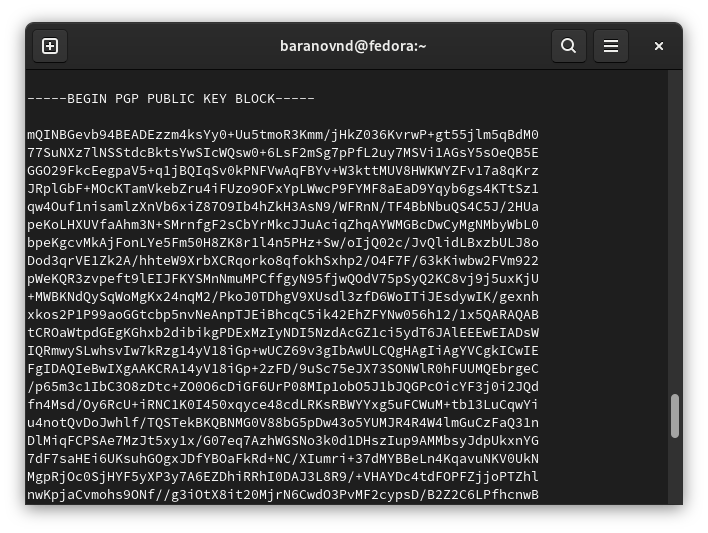 baranovnd@fedora:~
-----BEGIN PGP PUBLIC KEY BLOCK-----
mQINBGevb94BEADEzzm4ksYy0+Uu5tmoR3Kmm/jHkZ036KvrwP+gt55jlm5qBdM0
77SuNXz7lNSStdcBktsYwSIcWQsw0+6LsF2mSg7pPfL2uy7MSVi1AGsY5sOeQB5E
GGO29FkcEegpaV5+q1jBQIqSv0kPNFVwAqFBYv+W3kttMUV8HWKWYZFv17a8qKrz
JRplGbF+MOcKTamVkebZru4iFUzo9OFxYpLWwcP9FYMF8aEaD9Yqyb6gs4KTtSz1
qw4Ouf1nisamlzXnVb6xiZ87O9Ib4hZkH3AsN9/WFRnN/TF4BbNbuQS4C5J/2HUa
peKoLHXUVfaAhm3N+SMrnfgF2sCbYrMkcJJuAciqZhqAYWMGBcDwCyMgNMbyWbL0
bpeKgcvMkAjFonLYe5Fm50H8ZK8r1l4n5PHz+Sw/oIjQ02c/JvQlidLBxzbULJ8o
Dod3qrVE1Zk2A/hhteW9XrbXCRqorko8qfokhSxhp2/O4F7F/63kKiwbw2FVm922
pWeKQR3zvpeft9lEIJFKYSMnNmuMPCffgyN95fjwQOdV75pSyQ2KC8vj9j5uxKjU
+MWBKNdQySqWoMgKx24nqM2/PkoJ0TDhgV9XUsdl3zfD6WoITiJEsdywIK/gexnh
xkos2P1P99aoGGtcbp5nvNeAnpTJEiBhcqC5ik42EhZFYNw056h12/1x5QARAQAB
tCROaWtpdGEgKGhxb2dibikgPDExMzIyNDI5NzdAcGZ1ci5ydT6JAlEEEwEIADsW
IQRmwySLwhsvIw7kRzg14yV18iGp+wUCZ69v3gIbAwULCQgHAgIiAgYVCgkICwIE
FgIDAQIeBwIXgAAKCRA14yV18iGp+2zFD/9uSc75eJX73SONWlR0hFUUMQEbrgeC
/p65m3c1IbC3O8zDtc+ZO0O6cDiGF6UrP08MIp1obO5J1bJQGPcOicYF3j0i2JQd
fn4Msd/Oy6RcU+iRNC1K0I450xqyce48cdLRKsRBWYYxg5uFCWuM+tb13LuCqwYi
u4notQvDoJwhlf/TQSTekBKQBNMG0V88bG5pDw43o5YUMJR4R4W4lmGuCzFaQ31n
DlMiqFCPSAe7MzJt5xy1x/G07eq7AzhWGSNo3k0d1DHszIup9AMMbsyJdpUkxnYG
7dF7saHEi6UKsuhGOgxJDfYBOaFkRd+NC/XIumri+37dMYBBeLn4KqavuNKV0UkN
MgpRjOc0SjHYF5yXP3y7A6EZDhiRRhI0DAJ3L8R9/+VHAYDc4tdFOPFZjjoPTZhl
nwKpjaCvmohs9ONf//g3iOtX8it20MjrN6CwdO3PvMF2cypsD/B2Z2C6LPfhcnwB